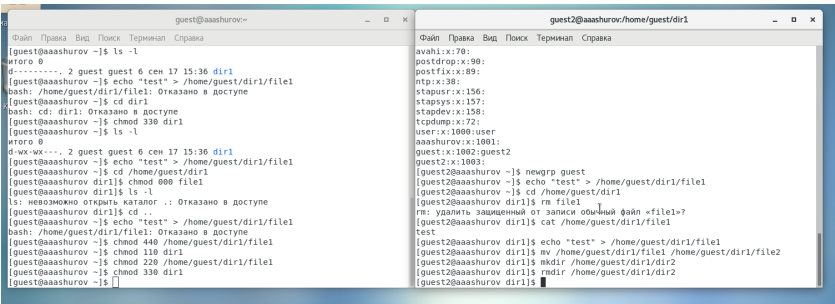 guest@aaashurov:~
Файл Правка Вид Поиск Терминал Справка
[guest@aaashurov ~]$ ls -l
итого 0
d---------. 2 guest guest 6 сен 17 15:36 dir1
[guest@aaashurov ~]$ echo "test" > /home/guest/dir1/file1
bash: /home/guest/dir1/file1: Отказано в доступе
[guest@aaashurov ~]$ cd dir1
bash: cd: dir1: Отказано в доступе
[guest@aaashurov ~]$ chmod 330 dir1
[guest@aaashurov ~]$ ls -l
итого 0
d-wx-wx---. 2 guest guest 6 сен 17 15:36 dir1
[guest@aaashurov ~]$ echo "test" > /home/guest/dir1/file1
[guest@aaashurov ~]$ cd /home/guest/dir1
[guest@aaashurov dir1]$ chmod 000 file1
[guest@aaashurov dir1]$ ls -l
ls: невозможно открыть каталог .: Отказано в доступе
[guest@aaashurov dir1]$ cd ..
[guest@aaashurov ~]$ echo "test" > /home/guest/dir1/file1
bash: /home/guest/dir1/file1: Отказано в доступе
[guest@aaashurov ~]$ chmod 440 /home/guest/dir1/file1
[guest@aaashurov ~]$ chmod 110 dir1
[guest@aaashurov ~]$ chmod 220 /home/guest/dir1/file1
[guest@aaashurov ~]$ chmod 330 dir1
[guest@aaashurov ~]$
guest2@aaashurov:/home/guest/dir1
Файл Правка Вид Поиск Терминал Справка
avahi:x:70:
postdrop:x:90:
postfix:x:89:
ntp:x:38:
stapusr:x:156:
stapsys:x:157:
stapdev:x:158:
tcpdump:x:72:
user:x:1000:user
aaashurov:x:1001:
guest:x:1002:guest2
guest2:x:1003:
[guest2@aaashurov ~]$ newgrp guest
[guest2@aaashurov ~]$ echo "test" > /home/guest/dir1/file1
[guest2@aaashurov ~]$ cd /home/guest/dir1
[guest2@aaashurov dir1]$ rm file1
rm: удалить защищенный от записи обычный файл «file1»?
[guest2@aaashurov dir1]$ cat /home/guest/dir1/file1
test
[guest2@aaashurov dir1]$ echo "test" > /home/guest/dir1/file1
[guest2@aaashurov dir1]$ mv /home/guest/dir1/file1 /home/guest/dir1/file2
[guest2@aaashurov dir1]$ mkdir /home/guest/dir1/dir2
[guest2@aaashurov dir1]$ rmdir /home/guest/dir1/dir2
[guest2@aaashurov dir1]$